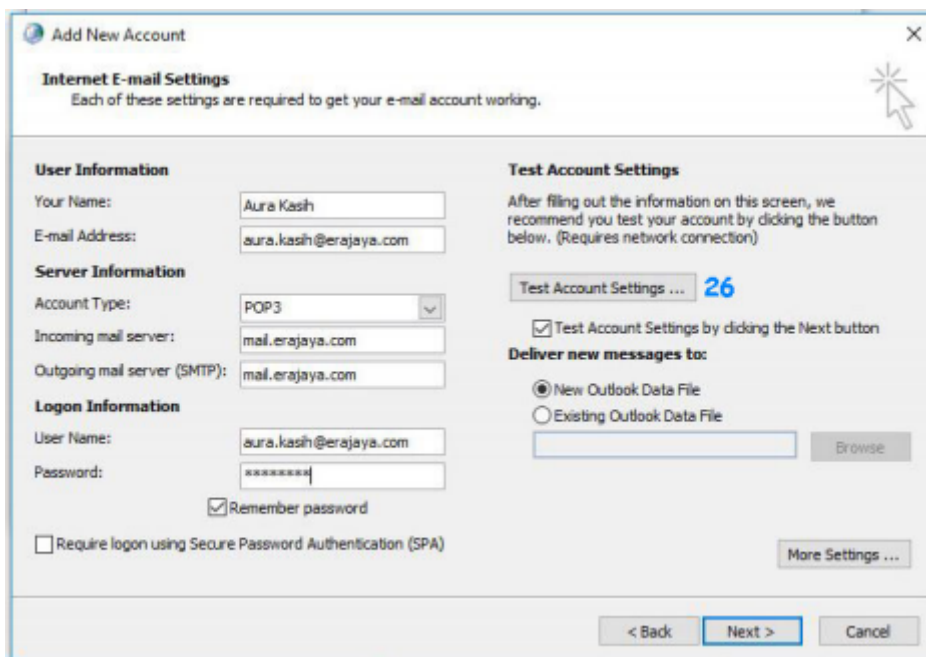 Add New Account
Internet E-mail Settings
Each of these settings are required to get your e-mail account working.
User Information
Your Name: Aura Kasih
E-mail Address: aura.kasih@erajaya.com
Server Information
Account Type: POP3
Incoming mail server: mail.erajaya.com
Outgoing mail server (SMTP): mail.erajaya.com
Logon Information
User Name: aura.kasih@erajaya.com
Password: ********
Remember password
Require logon using Secure Password Authentication (SPA)
Test Account Settings
After filling out the information on this screen, we
recommend you test your account by clicking the button
below. (Requires network connection)
Test Account Settings ... 26
Test Account Settings by clicking the Next button
Deliver new messages to:
New Outlook Data File
Existing Outlook Data File
Browse
More Settings ...
< Back Next > Cancel